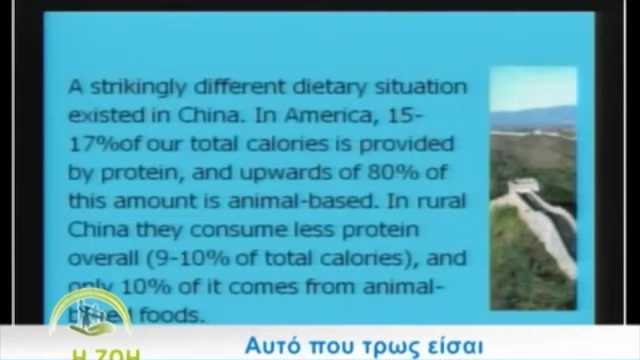 A strikingly different dietary situation
existed in China. In America, 15-
17%of our total calories is provided
by protein, and upwards of 80% of
this amount is animal-based. In rural
China they consume less protein
overall (9-10% of total calories), and
only 10% of it comes from animal-
based foods.
Αυτό που τρως είσαι
Η ΖΩΗ